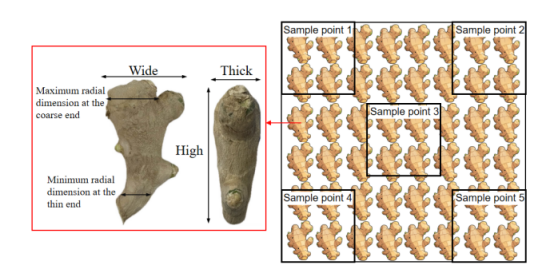 Wide
Thick
Maximum radial
dimension at the
coarse end
High
Minimum radial
dimension at the
thin end
Sample point 1
Sample point 2
Sample point 3
Sample point 4
Sample point 5